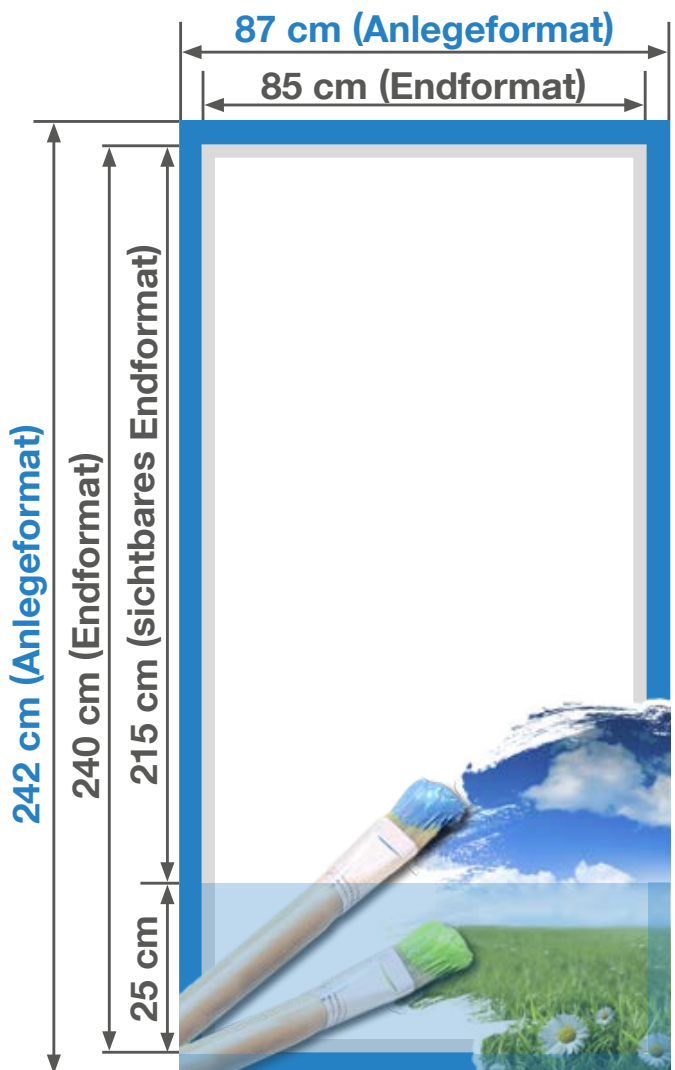 87 cm (Anlegeformat)
85 cm (Endformat)
242 cm (Anlegeformat)
240 cm (Endformat)
215 cm (sichtbares Endformat)
25 cm